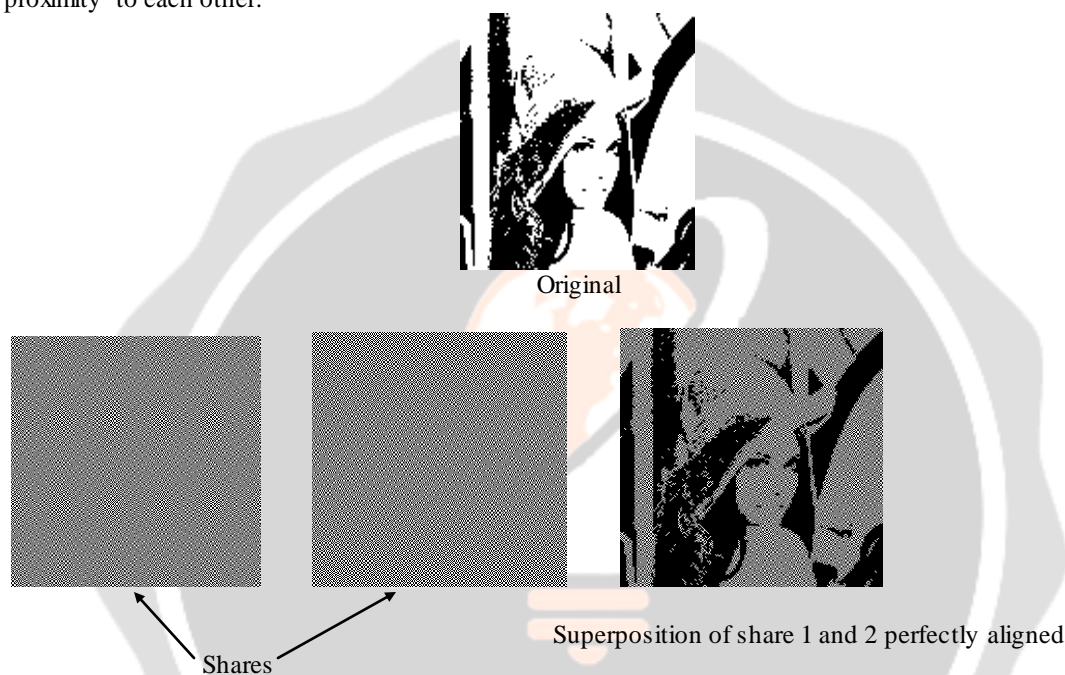 proximity to each other.
Original
Superposition of share 1 and 2 perfectly aligned
Shares